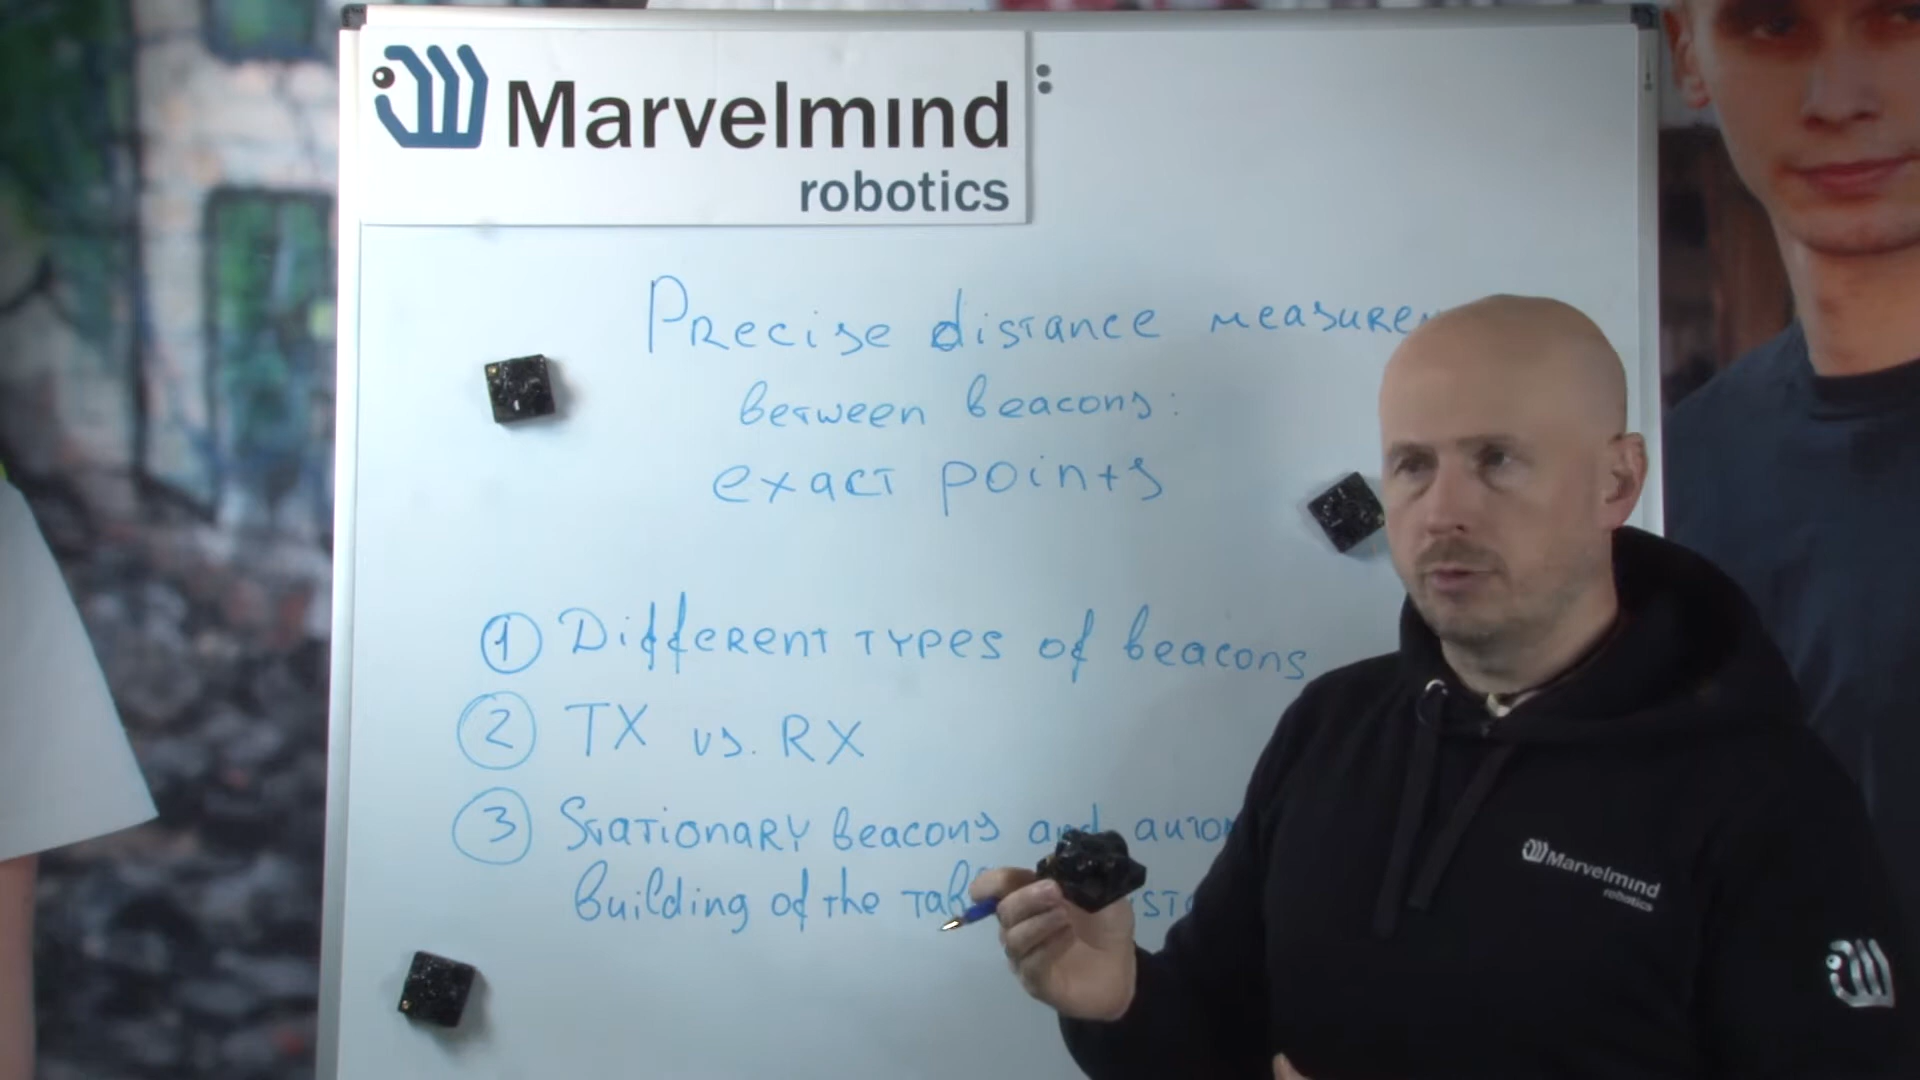 Marvelmind
robotics
Precise distance
between beacons:
exact points
1 Different types of beacons
2 TX vs. RX
3 Stationary beacons and
building of the
Marvelmind
robotics